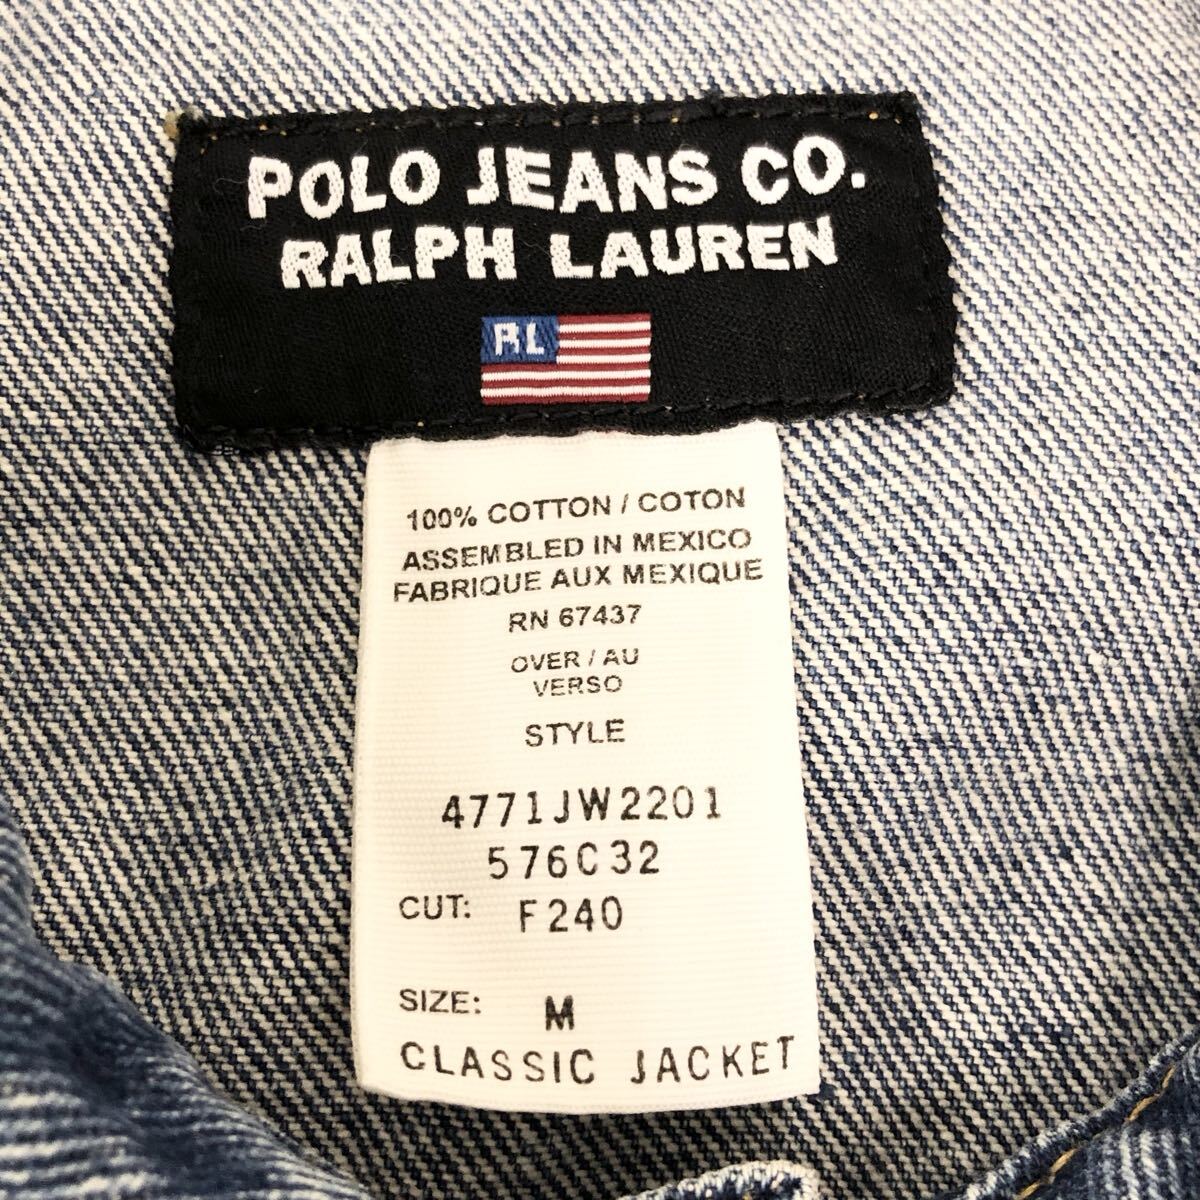 POLO JEANS CO.
RALPH LAUREN
RL
100% COTTON / COTON
ASSEMBLED IN MEXICO
FABRIQUE AUX MEXIQUE
RN 67437
OVER / AU
VERSO
STYLE
4771JW2201
576C32
CUT: F240
SIZE: M
CLASSIC JACKET